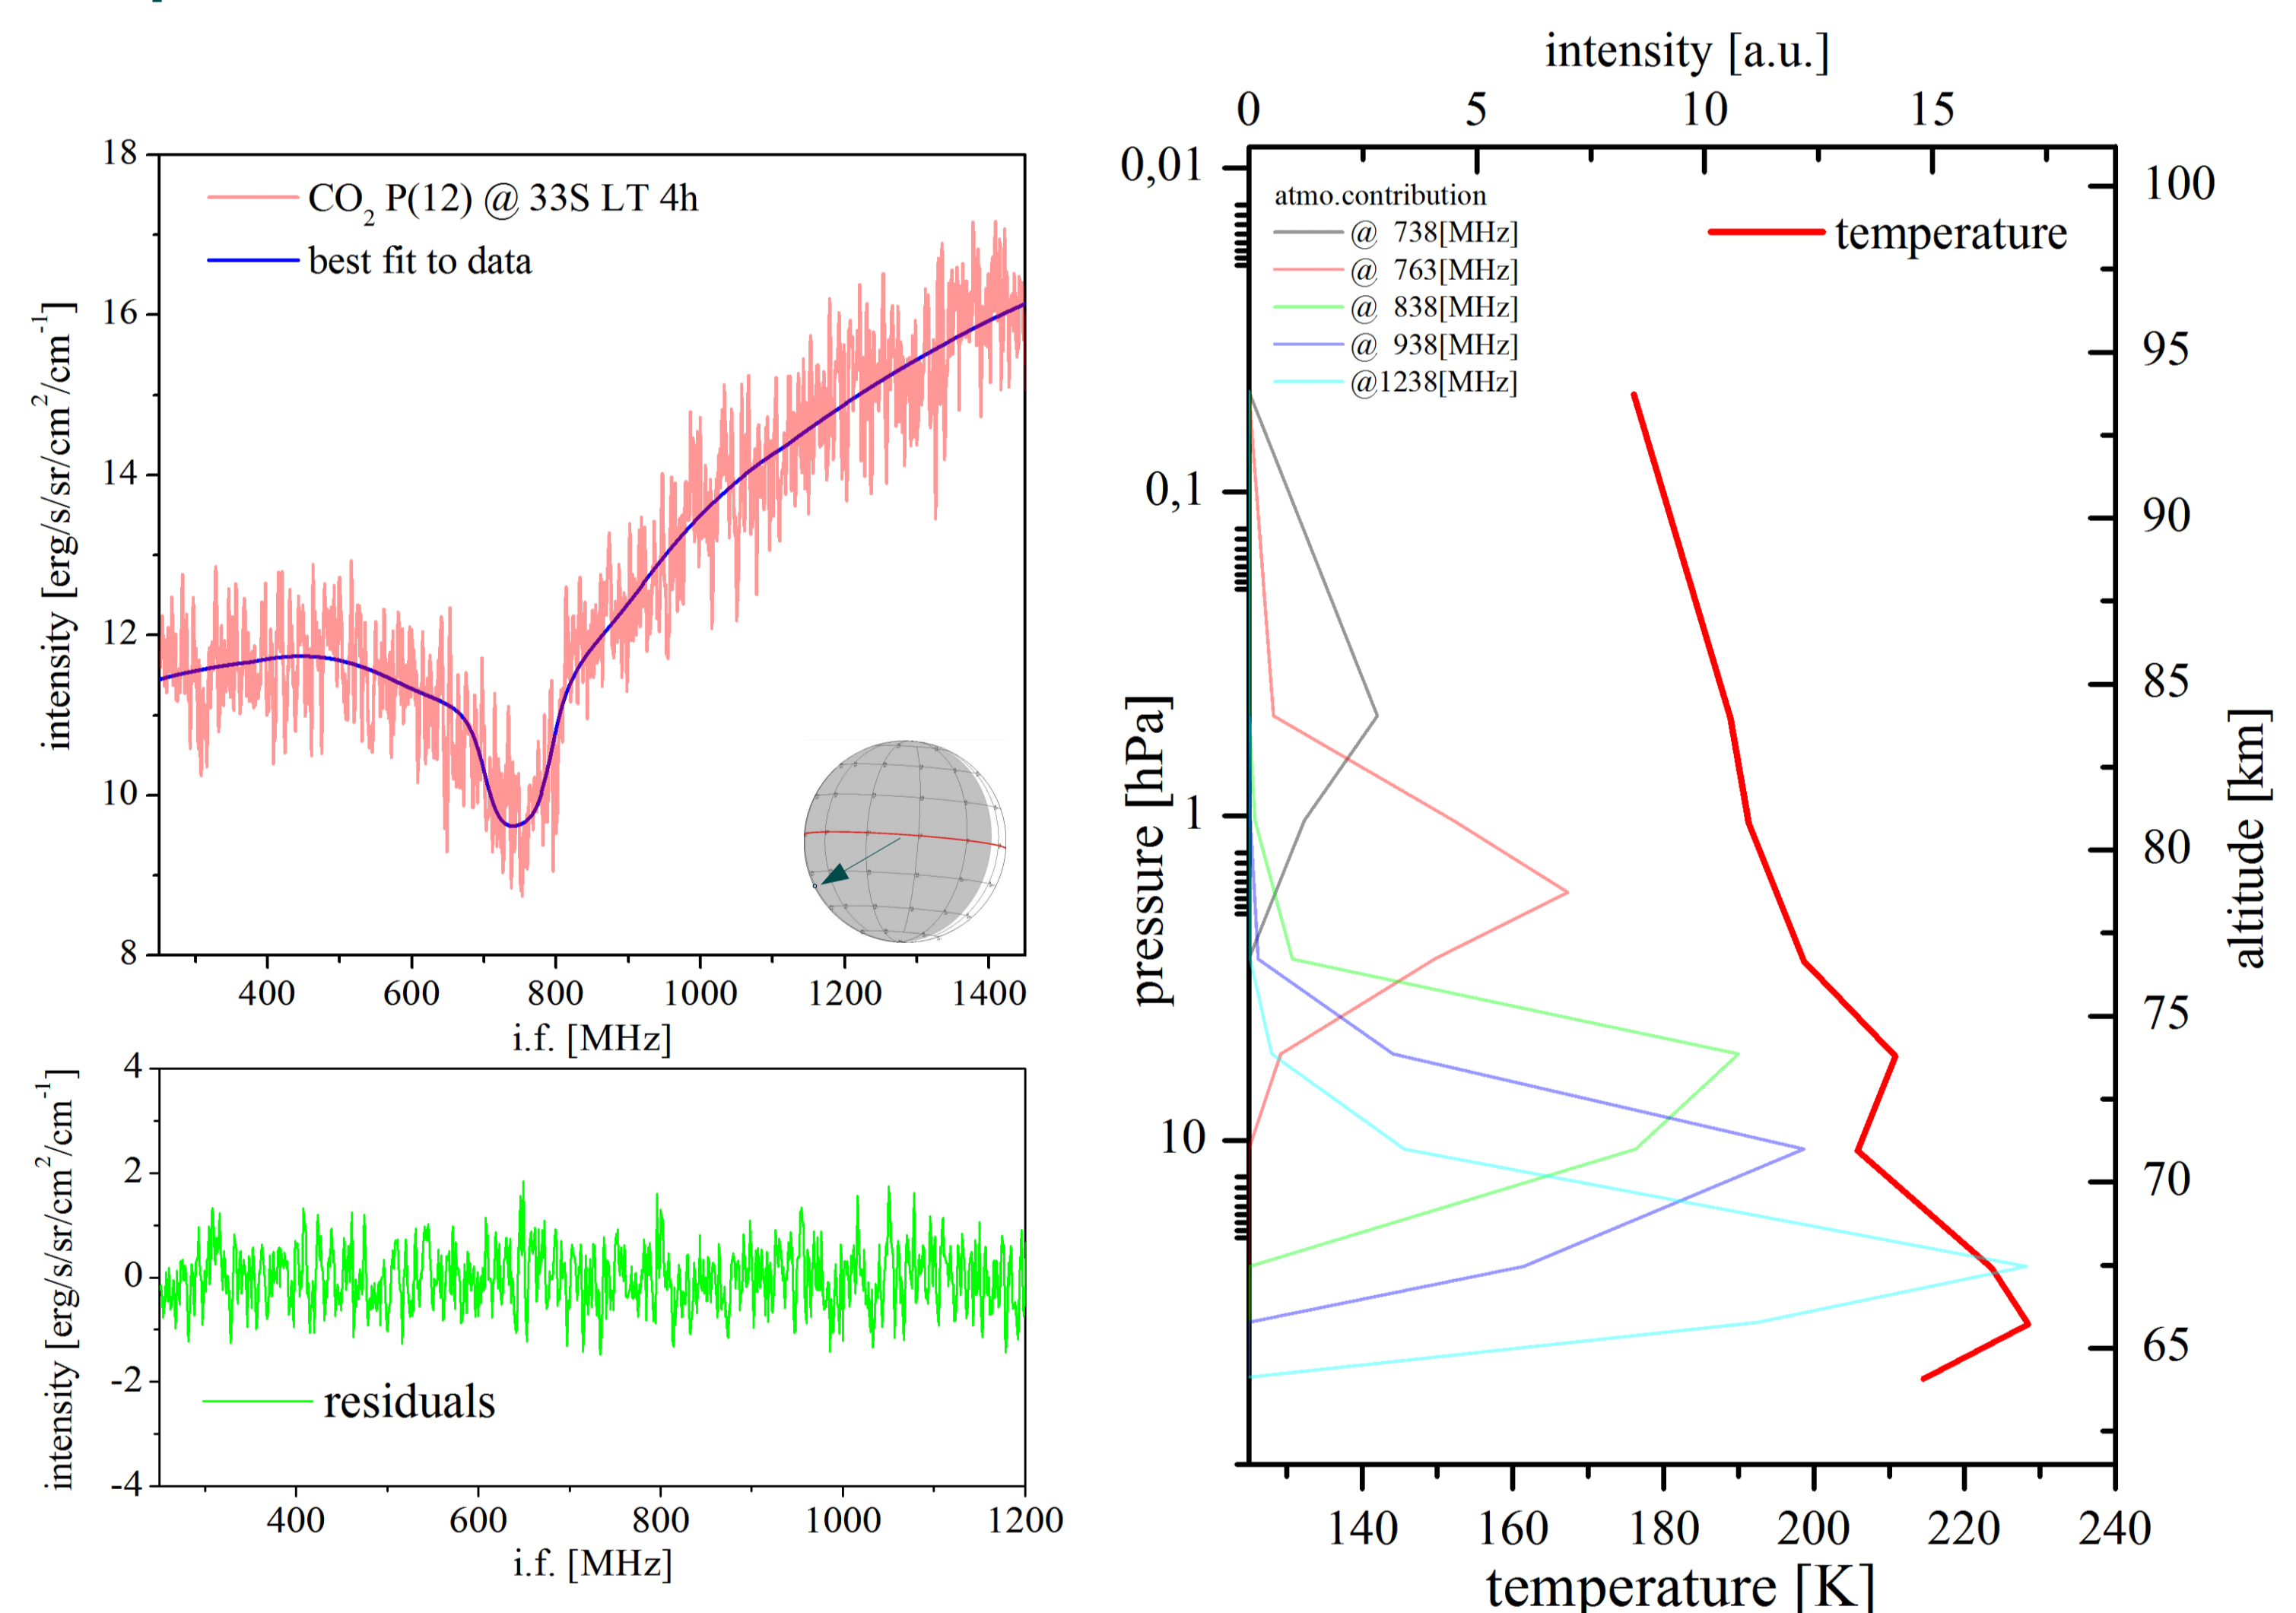 18
16
14
12
10
8
intensity [erg/s/sr/cm²/cm⁻¹]
CO₂ P(12) @ 33S LT 4h
best fit to data
400 600 800 1000 1200 1400
i.f. [MHz]
4
2
0
-2
-4
intensity [erg/s/sr/cm²/cm⁻¹]
residuals
400 600 800 1000 1200
i.f. [MHz]
intensity [a.u.]
0 5 10 15
0,01
0,1
1
10
pressure [hPa]
atmo.contribution
@ 738[MHz]
@ 763[MHz]
@ 838[MHz]
@ 938[MHz]
@1238[MHz]
temperature
100
95
90
85
80
75
70
65
altitude [km]
140 160 180 200 220 240
temperature [K]